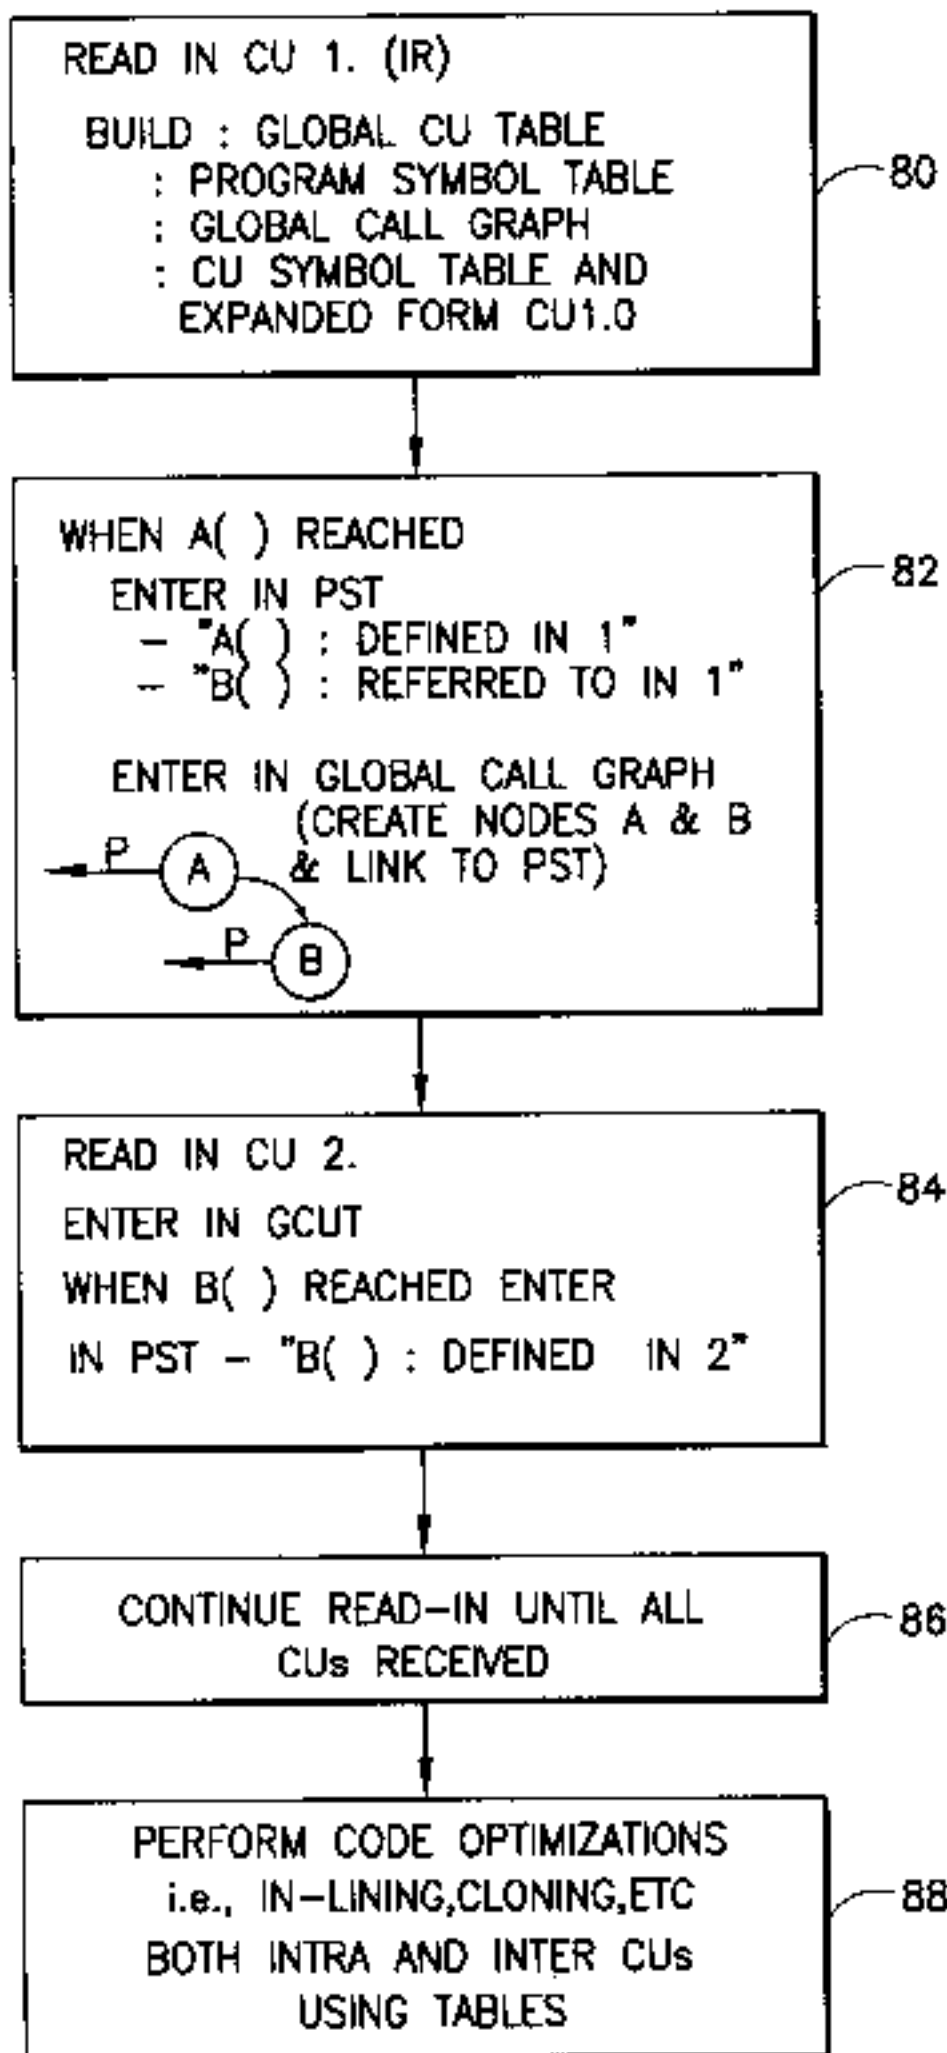 READ IN CU 1. (IR)
BUILD : GLOBAL CU TABLE
: PROGRAM SYMBOL TABLE
: GLOBAL CALL GRAPH
: CU SYMBOL TABLE AND
EXPANDED FORM CU1.0
80
WHEN A( ) REACHED
ENTER IN PST
– "A( ) : DEFINED IN 1"
– "B( ) : REFERRED TO IN 1"
ENTER IN GLOBAL CALL GRAPH
(CREATE NODES A & B
& LINK TO PST)
P
A
P
B
82
READ IN CU 2.
ENTER IN GCUT
WHEN B( ) REACHED ENTER
IN PST – "B( ) : DEFINED IN 2"
84
CONTINUE READ–IN UNTIL ALL
CUs RECEIVED
86
PERFORM CODE OPTIMIZATIONS
i.e., IN–LINING,CLONING,ETC
BOTH INTRA AND INTER CUs
USING TABLES
88